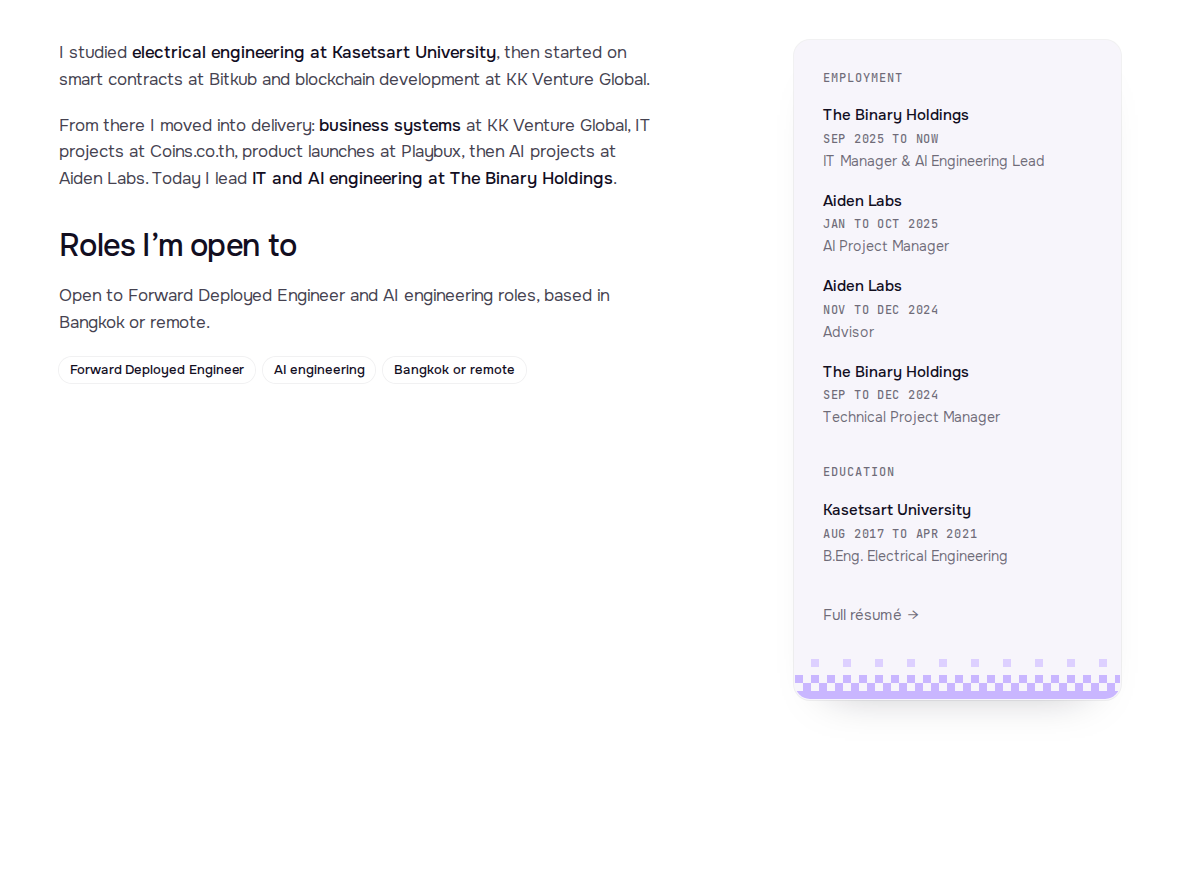 I studied electrical engineering at Kasetsart University, then started on
smart contracts at Bitkub and blockchain development at KK Venture Global.
From there I moved into delivery: business systems at KK Venture Global, IT
projects at Coins.co.th, product launches at Playbux, then AI projects at
Aiden Labs. Today I lead IT and AI engineering at The Binary Holdings.
Roles I’m open to
Open to Forward Deployed Engineer and AI engineering roles, based in
Bangkok or remote.
Forward Deployed Engineer
AI engineering
Bangkok or remote
EMPLOYMENT
The Binary Holdings
SEP 2025 TO NOW
IT Manager & AI Engineering Lead
Aiden Labs
JAN TO OCT 2025
AI Project Manager
Aiden Labs
NOV TO DEC 2024
Advisor
The Binary Holdings
SEP TO DEC 2024
Technical Project Manager
EDUCATION
Kasetsart University
AUG 2017 TO APR 2021
B.Eng. Electrical Engineering
Full résumé →